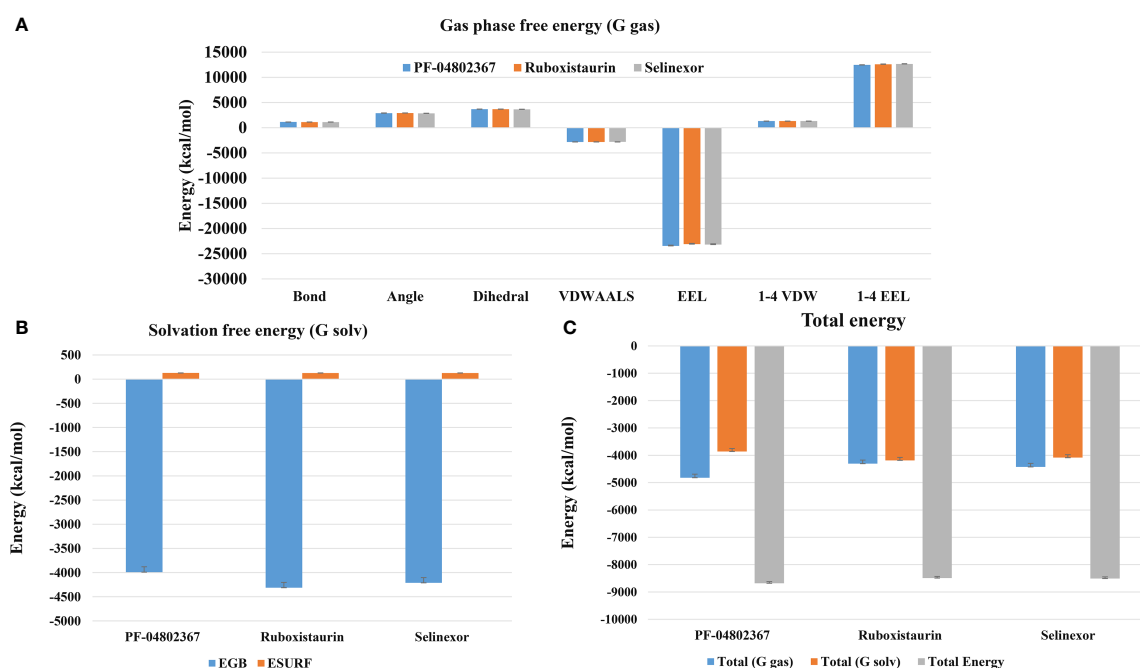 A
Gas phase free energy (G gas)
PF-04802367 Ruboxistaurin Selinexor
Energy (kcal/mol)
15000
10000
5000
0
-5000
-10000
-15000
-20000
-25000
-30000
Bond Angle Dihedral VDWAALS EEL 1-4 VDW 1-4 EEL
B
Solvation free energy (G solv)
Energy (kcal/mol)
500
0
-500
-1000
-1500
-2000
-2500
-3000
-3500
-4000
-4500
-5000
PF-04802367 Ruboxistaurin Selinexor
EGB ESURF
C
Total energy
Energy (kcal/mol)
0
-1000
-2000
-3000
-4000
-5000
-6000
-7000
-8000
-9000
-10000
PF-04802367 Ruboxistaurin Selinexor
Total (G gas) Total (G solv) Total Energy